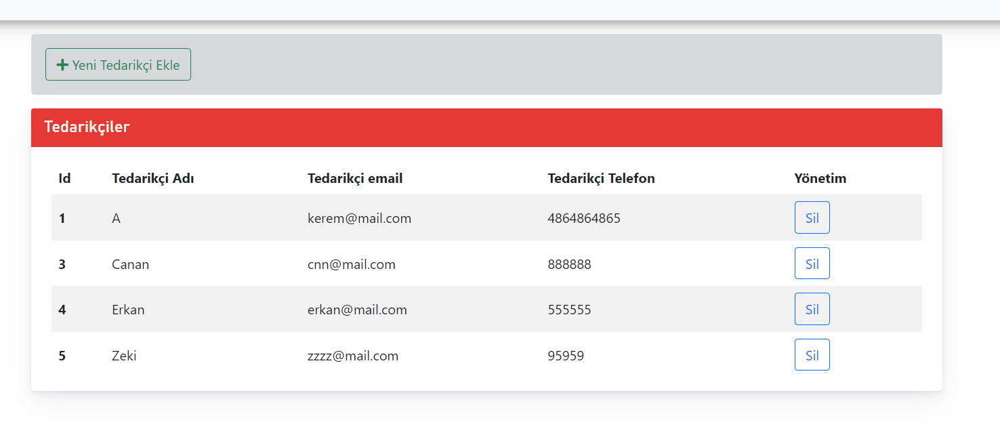 Yeni Tedarikçi Ekle
Tedarikçiler
Id Tedarikçi Adı Tedarikçi email Tedarikçi Telefon Yönetim
1 A kerem@mail.com 4864864865 Sil
3 Canan cnn@mail.com 888888 Sil
4 Erkan erkan@mail.com 555555 Sil
5 Zeki zzzz@mail.com 95959 Sil